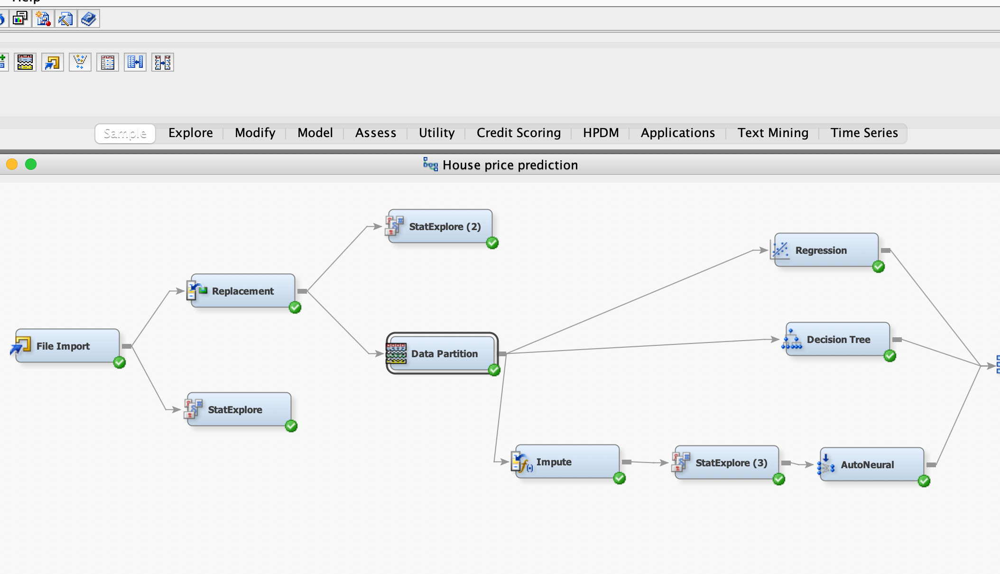 Help
Sample Explore Modify Model Assess Utility Credit Scoring HPDM Applications Text Mining Time Series
House price prediction
StatExplore (2)
Regression
Replacement
Decision Tree
File Import
Data Partition
StatExplore
Impute
StatExplore (3)
AutoNeural